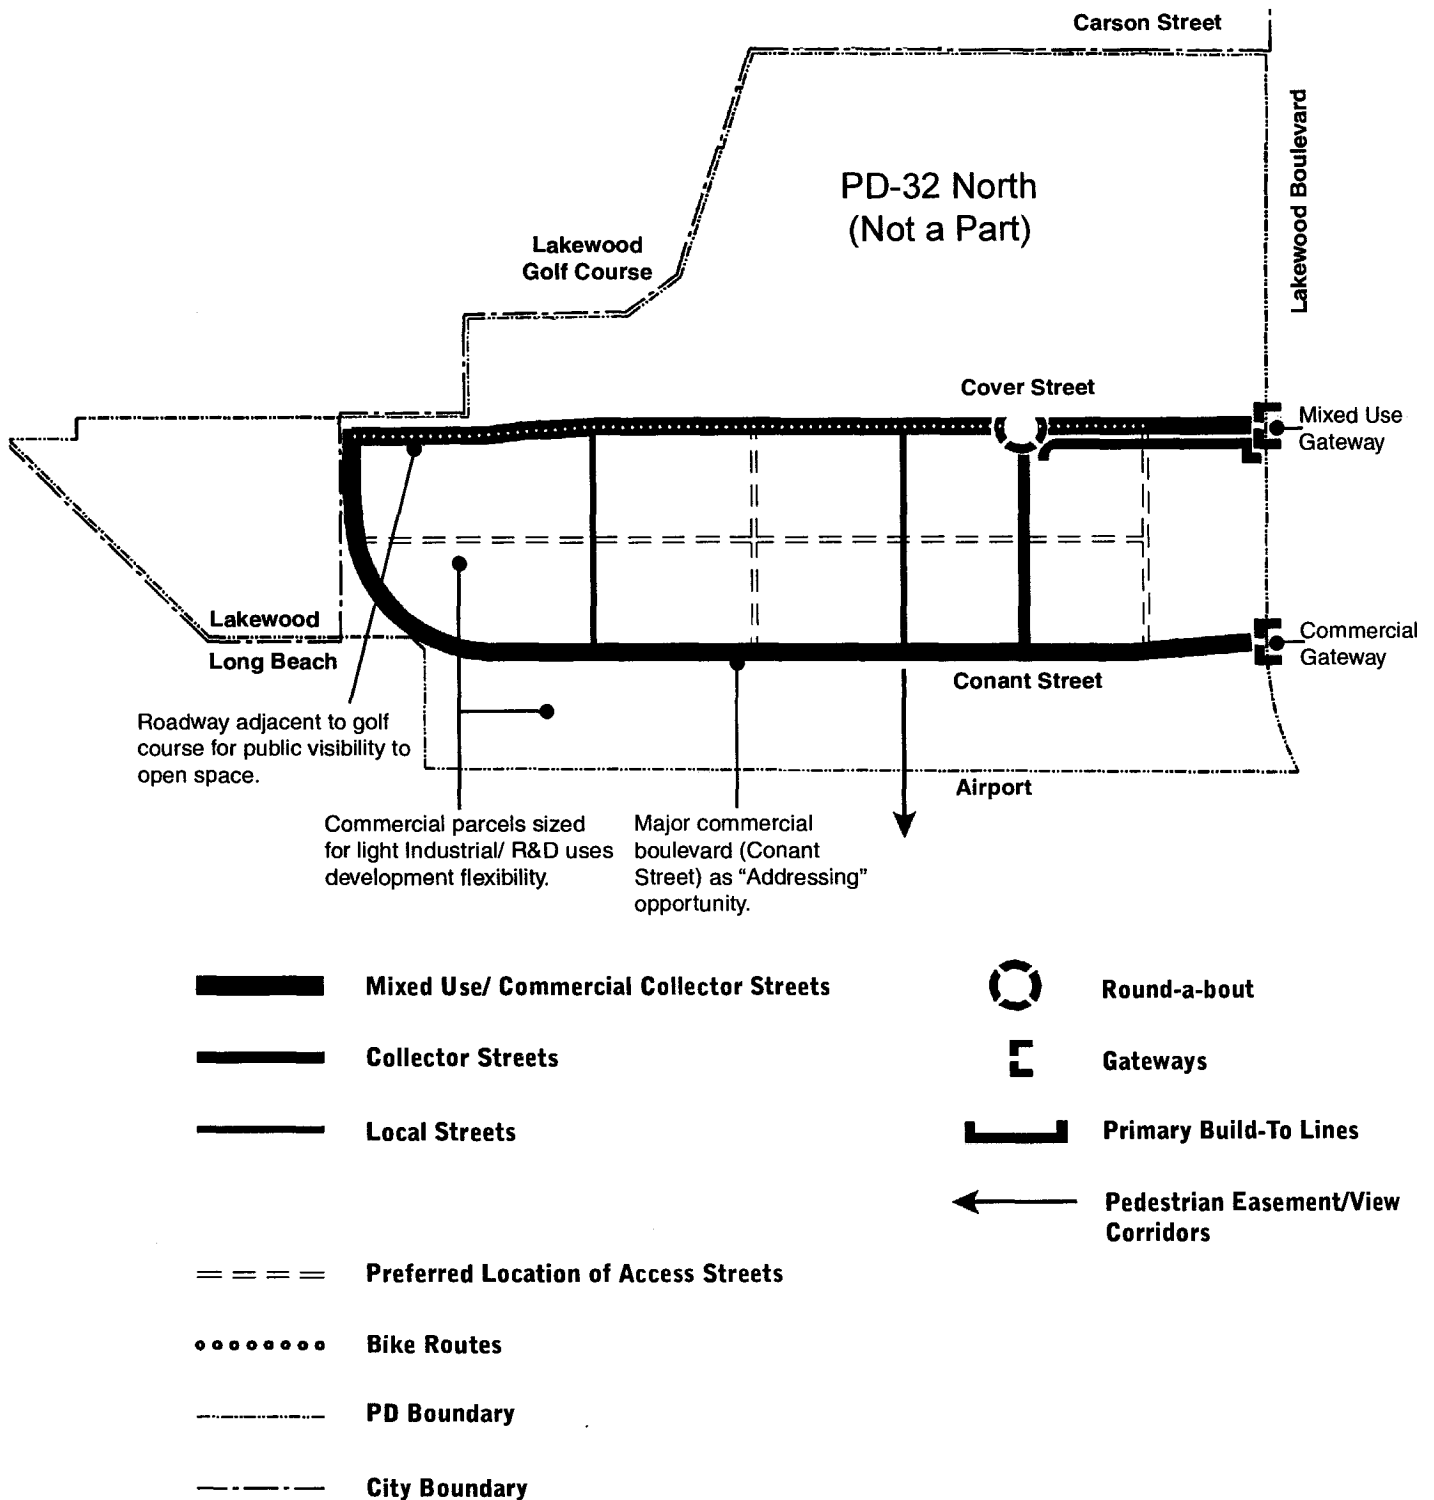 Carson Street
Lakewood Boulevard
PD-32 North
(Not a Part)
Lakewood
Golf Course
Cover Street
Mixed Use
Gateway
Lakewood
Long Beach
Commercial
Gateway
Conant Street
Roadway adjacent to golf
course for public visibility to
open space.
Airport
Commercial parcels sized
for light Industrial/ R&D uses
development flexibility.
Major commercial
boulevard (Conant
Street) as “Addressing”
opportunity.
Mixed Use/ Commercial Collector Streets
Collector Streets
Local Streets
Preferred Location of Access Streets
Bike Routes
PD Boundary
City Boundary
Round-a-bout
Gateways
Primary Build-To Lines
Pedestrian Easement/View
Corridors